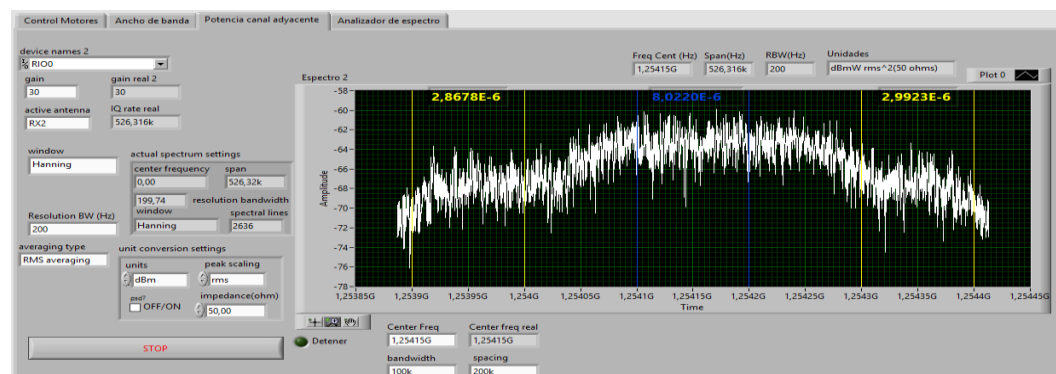 Control Motores
Ancho de banda
Potencia canal adyacente
Analizador de espectro
device names 2
RIO0
gain
30
gain real 2
30
active antenna
RX2
IQ rate real
526,316k
window
Hanning
actual spectrum settings
center frequency
0,00
span
526,32k
199,74
resolution bandwidth
window
Hanning
spectral lines
2636
Resolution BW (Hz)
200
averaging type
RMS averaging
unit conversion settings
units
dBm
peak scaling
rms
psd?
OFF/ON
impedance(ohm)
50,00
STOP
Freq Cent (Hz)
1,25415G
Span(Hz)
526,316k
RBW(Hz)
200
Unidades
dBmW rms^2(50 ohms)
Plot 0
Espectro 2
2,8678E-6
8,0220E-6
2,9923E-6
Amplitude
-58
-60
-62
-64
-66
-68
-70
-72
-74
-76
-78
1,25385G
1,2539G
1,25395G
1,254G
1,25405G
1,2541G
1,25415G
1,2542G
1,25425G
1,2543G
1,25435G
1,2544G
1,25445G
Time
Detener
Center Freq
1,25415G
Center freq real
1,25415G
bandwidth
100k
spacing
200k